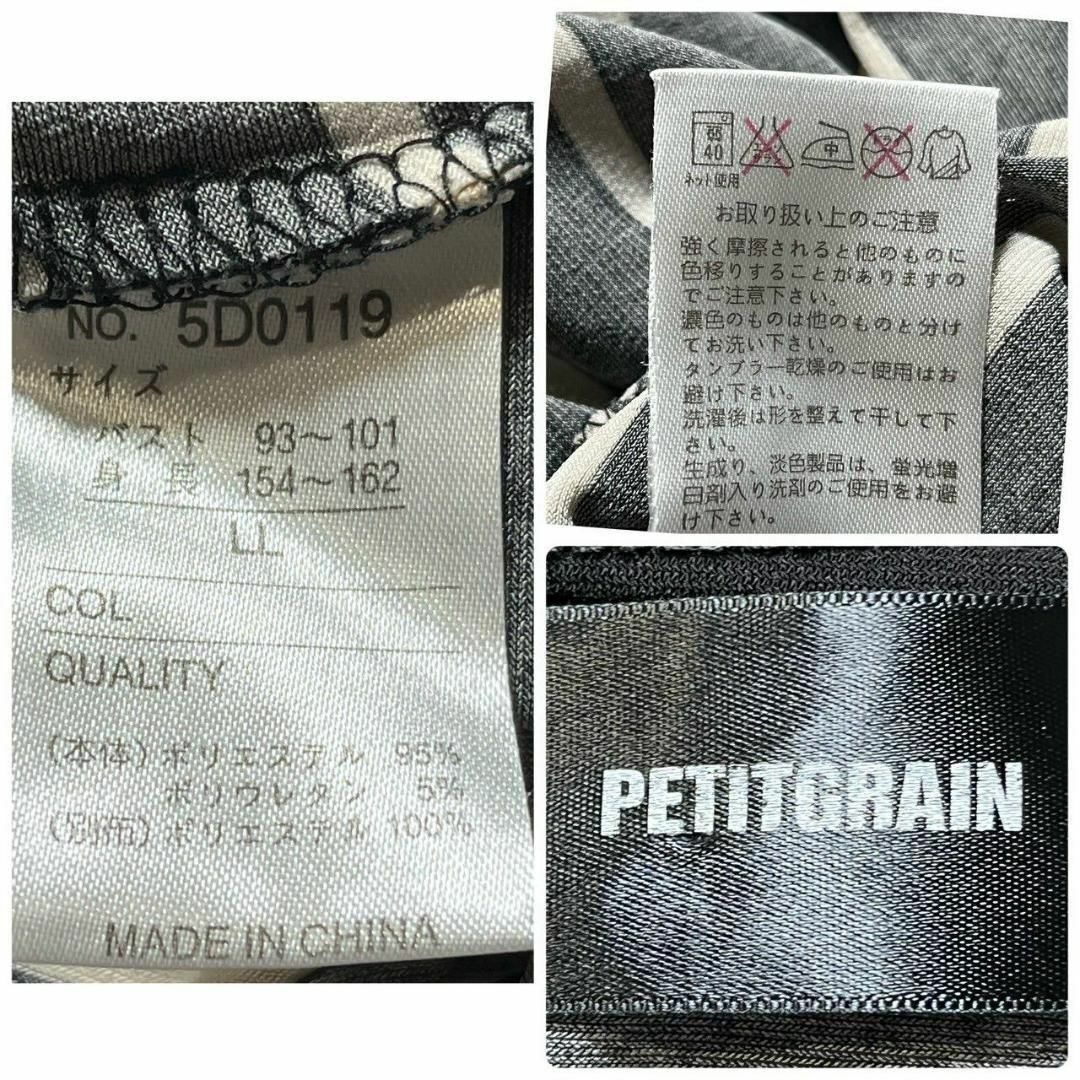 NO. 5D0119
サイズ
バスト 93〜101
身長 154〜162
LL
COL
QUALITY
(本体) ポリエステル 95%
ポリウレタン 5%
(別布) ポリエステル 100%
MADE IN CHINA
40
中
ネット使用
お取り扱い上のご注意
強く摩擦されると他のものに
色移りすることがありますの
でご注意下さい。
濃色のものは他のものと分け
てお洗い下さい。
タンブラー乾燥のご使用はお
避け下さい。
洗濯後は形を整えて干して下
さい。
生成り、淡色製品は、蛍光増
白剤入り洗剤のご使用をお避
け下さい。
PETITGRAIN